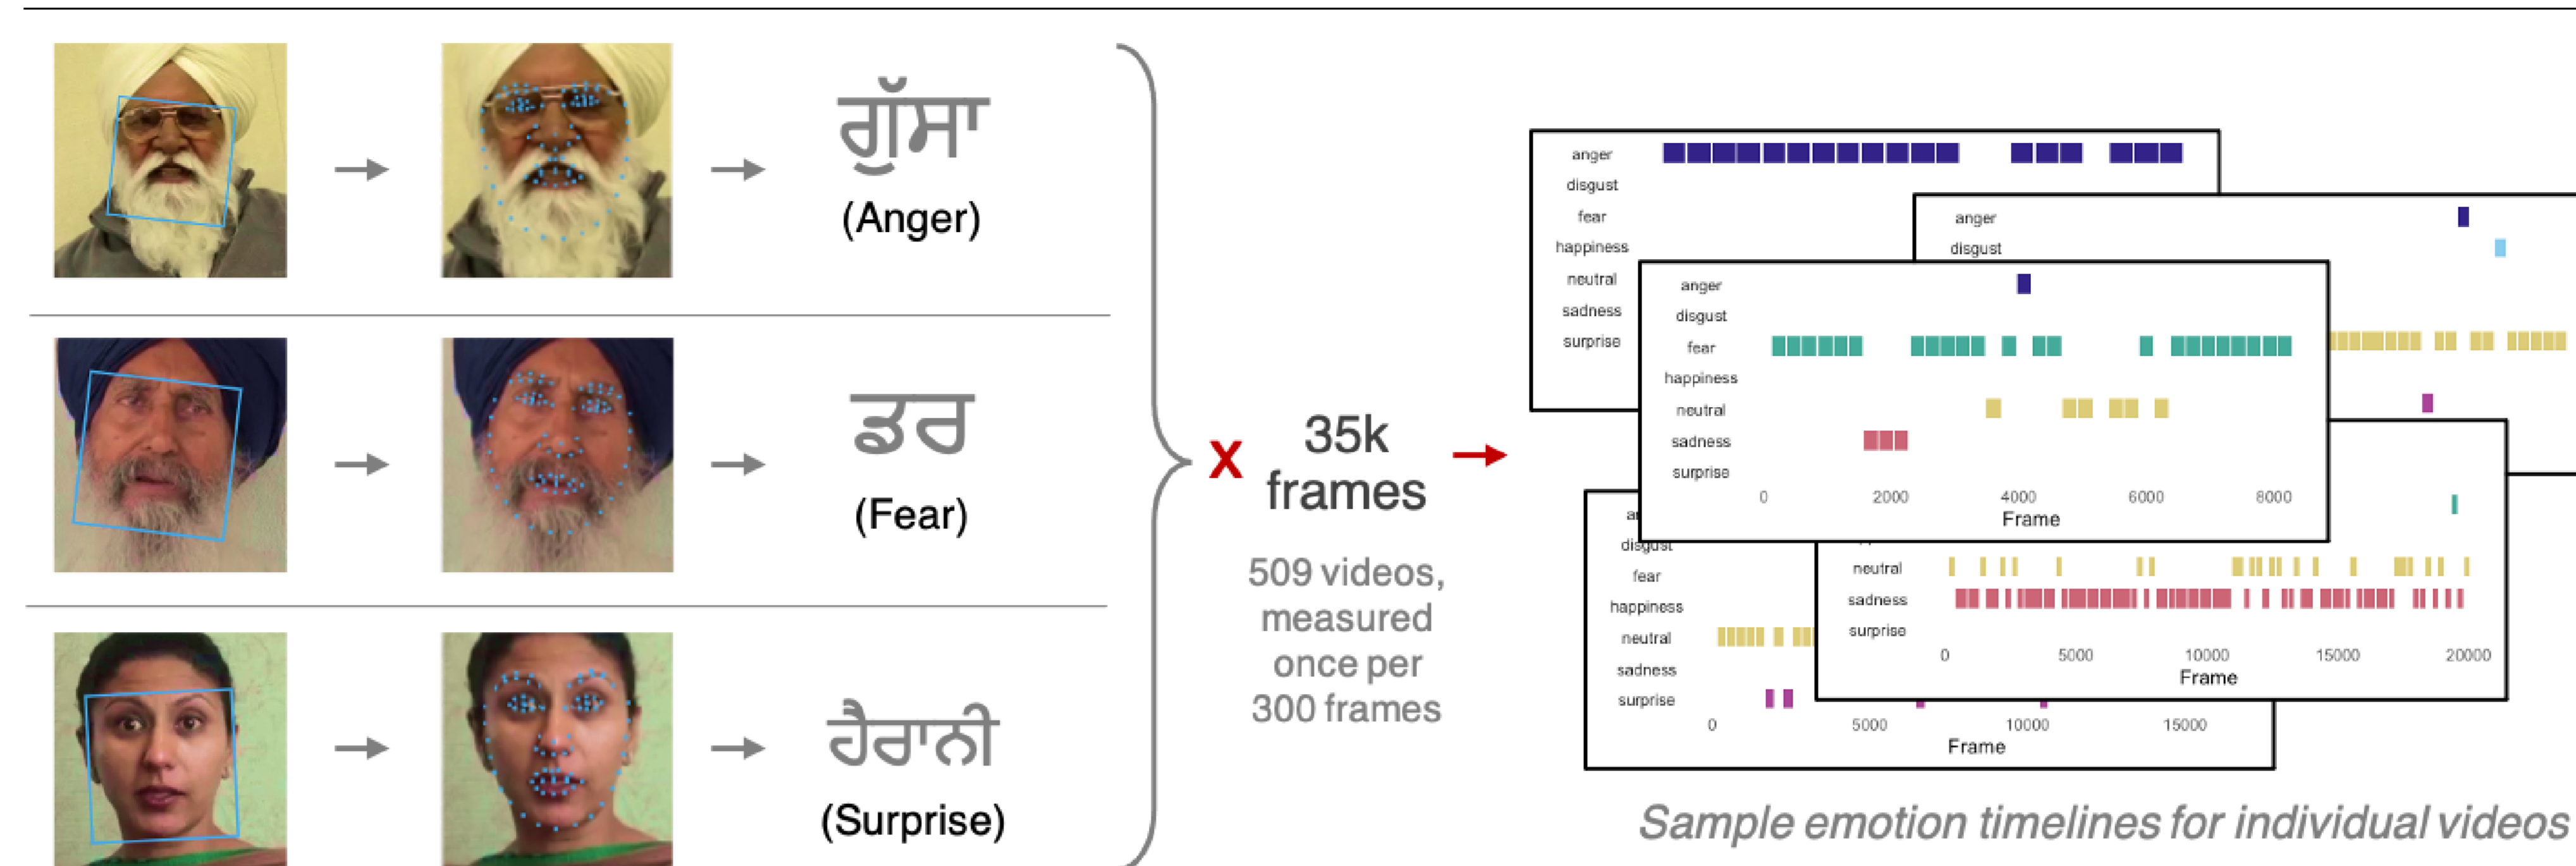 ਗੁੱਸਾ
(Anger)
ਡਰ
(Fear)
ਹੈਰਾਨੀ
(Surprise)
X
35k
frames
509 videos,
measured
once per
300 frames
anger
disgust
fear
happiness
neutral
sadness
surprise
anger
disgust
anger
disgust
fear
happiness
neutral
sadness
surprise
0 2000 4000 6000 8000
Frame
disgust
fear
happiness
neutral
sadness
surprise
0 5000 10000 15000
Frame
neutral
sadness
surprise
0 5000 10000 15000 20000
Frame
Sample emotion timelines for individual videos